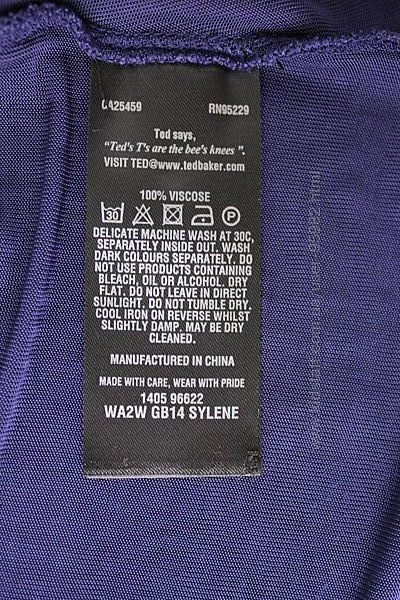 CA25459 RN95229
Ted says,
"Ted's T's are the bee's knees ".
VISIT TED@www.tedbaker.com
100% VISCOSE
30 P
DELICATE MACHINE WASH AT 30C,
SEPARATELY INSIDE OUT. WASH
DARK COLOURS SEPARATELY. DO
NOT USE PRODUCTS CONTAINING
BLEACH, OIL OR ALCOHOL. DRY
FLAT. DO NOT LEAVE IN DIRECT
SUNLIGHT. DO NOT TUMBLE DRY.
COOL IRON ON REVERSE WHILST
SLIGHTLY DAMP. MAY BE DRY
CLEANED.
MANUFACTURED IN CHINA
MADE WITH CARE, WEAR WITH PRIDE
1405 96622
WA2W GB14 SYLENE